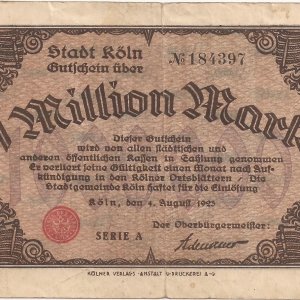 Stadt Köln
Gutschein über
№184397
1 Million Mark
Dieser Gutschein
wird von allen städtischen und
anderen öffentlichen Kassen in Zahlung genommen
Er verliert seine Gültigkeit einen Monat nach Auf-
kündigung in den Kölner Ortsblättern / Die
Stadtgemeinde Köln haftet für die Einlösung
Köln, den 4. August 1923
Der Oberbürgermeister:
SERIE A
KÖLNER VERLAGS-ANSTALT U. DRUCKEREI A-G